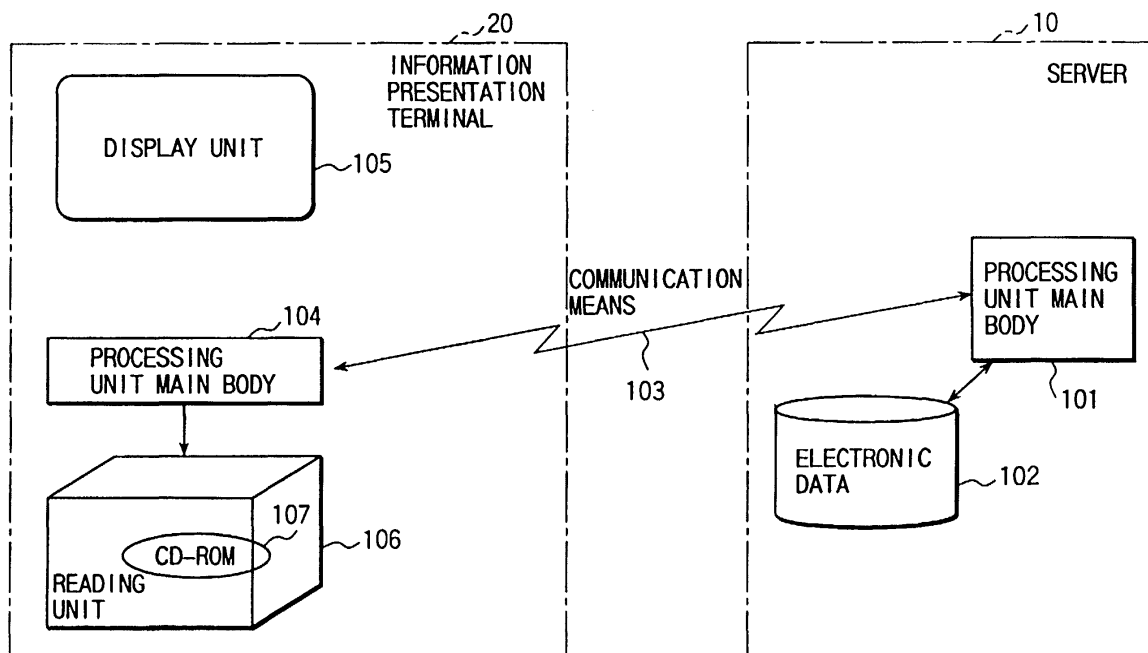 20
INFORMATION
PRESENTATION
TERMINAL
DISPLAY UNIT
105
104
PROCESSING
UNIT MAIN BODY
107
CD-ROM
106
READING
UNIT
COMMUNICATION
MEANS
103
10
SERVER
PROCESSING
UNIT MAIN
BODY
101
ELECTRONIC
DATA
102